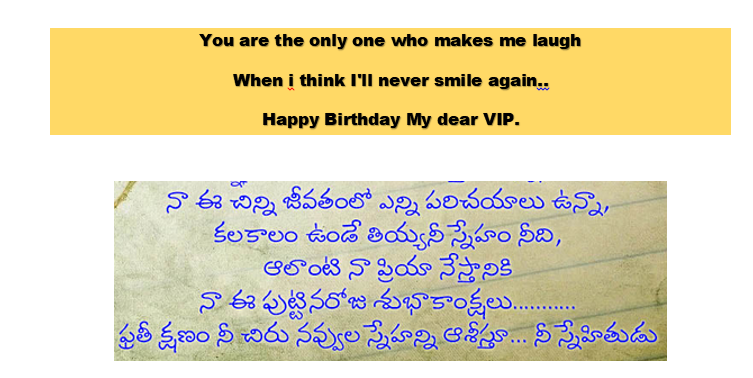 You are the only one who makes me laugh
When i think I'll never smile again..
Happy Birthday My dear VIP.
నా ఈ చిన్ని జీవతంలో ఎన్ని పరిచయాలు ఉన్నా,
కలకాలం ఉండే తియ్యనీ స్నేహం నీది,
ఆలాంటి నా ప్రియా నేస్తానికి
నా ఈ పుట్టినరోజు శుభాకాంక్షలు...........
ప్రతీ క్షణం నీ చిరు నవ్వుల స్నేహన్ని ఆశీస్తూ... నీ స్నేహితుడు